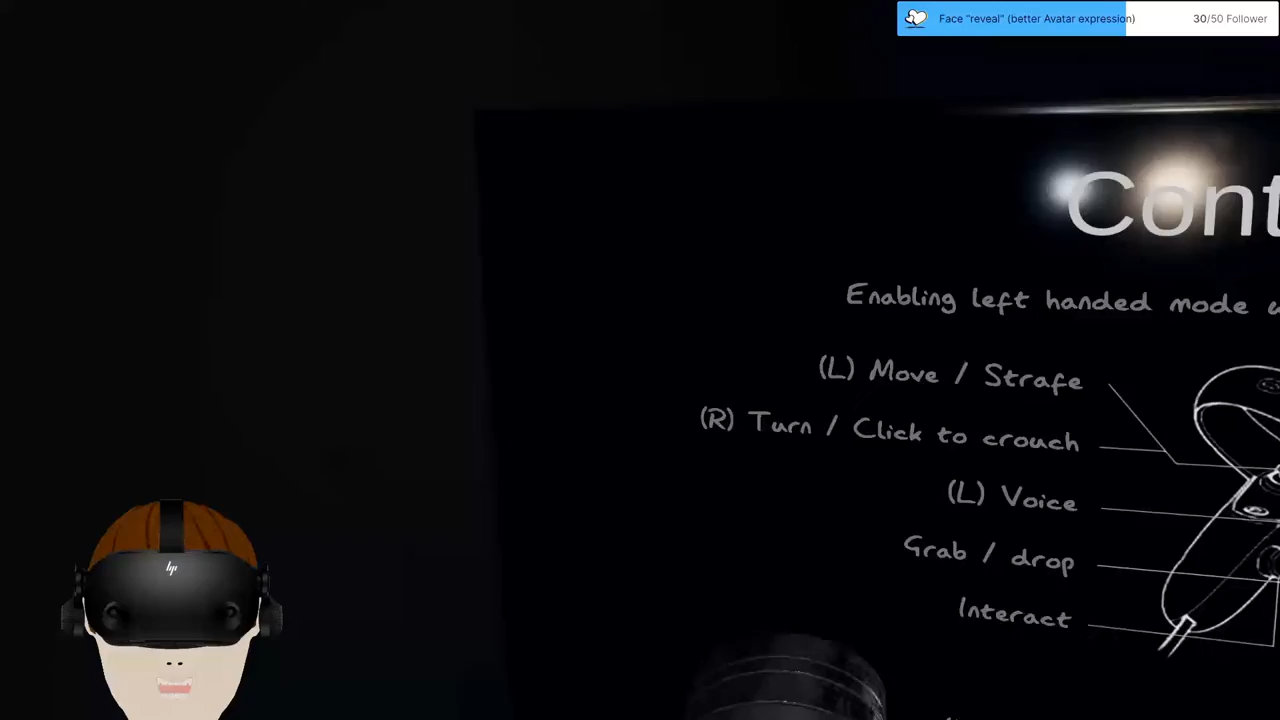 Face "reveal" (better Avatar expression) 30/50 Follower
Cont
Enabling left handed mode
(L) Move / Strafe
(R) Turn / Click to crouch
(L) Voice
Grab / drop
Interact
hp